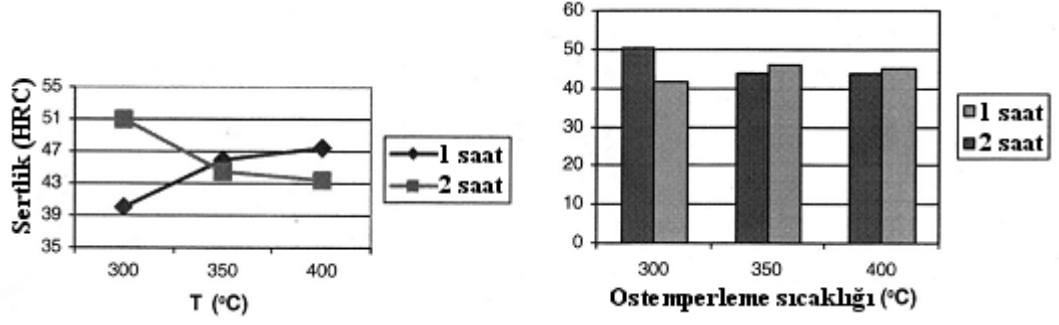 Sertlik (HRC)
55
51
47
43
39
35
300
350
400
T (°C)
1 saat
2 saat
60
50
40
30
20
10
0
300
350
400
Ostemperleme sıcaklığı (°C)
1 saat
2 saat